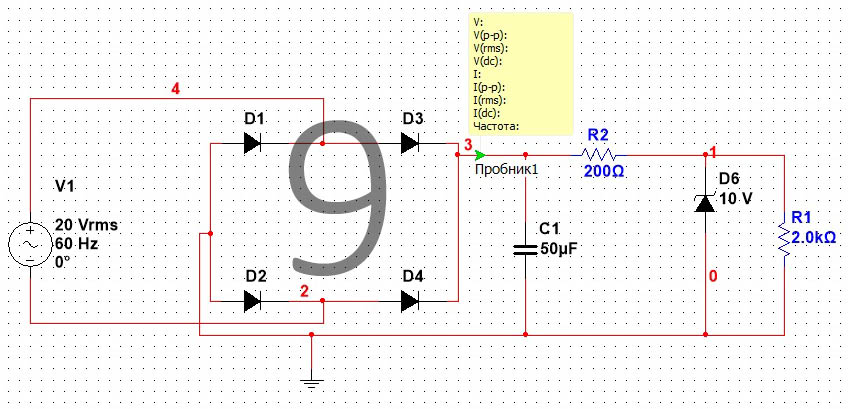 V:
V(p-p):
V(rms):
V(dc):
I:
I(p-p):
I(rms):
I(dc):
Частота:
4
D1
D3
9
3
Пробник1
R2
200Ω
1
V1
20 Vrms
60 Hz
0°
D6
10 V
C1
50µF
R1
2.0kΩ
D2
2
D4
0